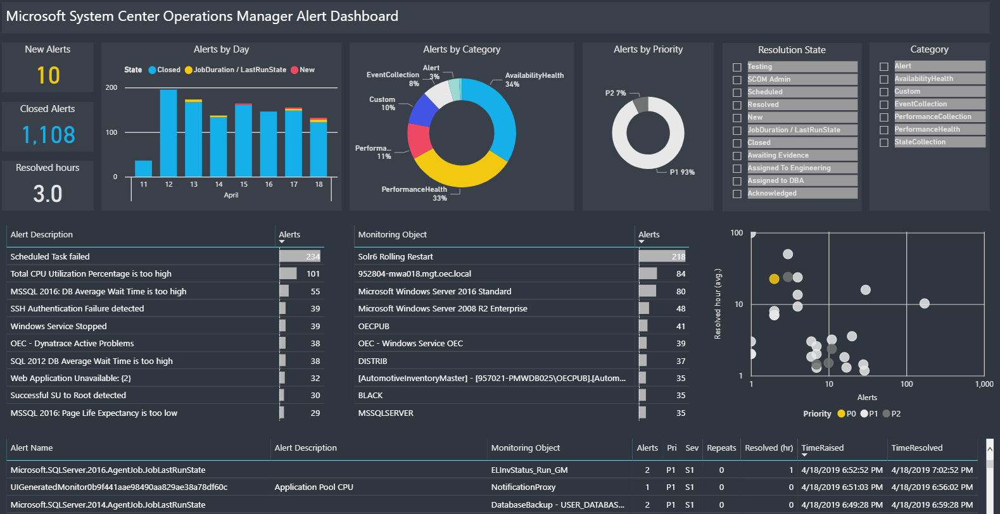 Microsoft System Center Operations Manager Alert Dashboard
New Alerts
10
Closed Alerts
1,108
Resolved hours
3.0
Alerts by Day
State Closed JobDuration / LastRunState New
200
100
0
11 12 13 14 15 16 17 18
April
Alerts by Category
Alert
3%
EventCollection
8%
Custom
10%
Performa...
11%
PerformanceHealth
33%
AvailabilityHealth
34%
Alerts by Priority
P2 7%
P1 93%
Resolution State
Testing
SCOM Admin
Scheduled
Resolved
New
JobDuration / LastRunState
Closed
Awaiting Evidence
Assigned To Engineering
Assigned to DBA
Acknowledged
Category
Alert
AvailabilityHealth
Custom
EventCollection
PerformanceCollection
PerformanceHealth
StateCollection
Alert Description Alerts
Scheduled Task failed 234
Total CPU Utilization Percentage is too high 101
MSSQL 2016: DB Average Wait Time is too high 55
SSH Authentication Failure detected 39
Windows Service Stopped 39
OEC - Dynatrace Active Problems 38
SQL 2012 DB Average Wait Time is too high 38
Web Application Unavailable: {2} 32
Successful SU to Root detected 30
MSSQL 2016: Page Life Expectancy is too low 29
Monitoring Object Alerts
Solr6 Rolling Restart 218
952804-mwa018.mgt.oec.local 84
Microsoft Windows Server 2016 Standard 80
Microsoft Windows Server 2008 R2 Enterprise 48
OECPUB 41
OEC - Windows Service OEC 39
DISTRIB 37
[AutomotiveInventoryMaster] - [957021-PMWDB025\OECPUB].[Autom... 35
BLACK 35
MSSQLSERVER 35
Resolved hour (avg.)
100
10
1
1 10 100 1,000
Alerts
Priority P0 P1 P2
Alert Name Alert Description Monitoring Object Alerts Pri Sev Repeats Resolved (hr) TimeRaised TimeResolved
Microsoft.SQLServer.2016.AgentJob.JobLastRunState ELInvStatus_Run_GM 2 P1 S1 0 1 4/18/2019 6:52:52 PM 4/18/2019 7:02:52 PM
UIGeneratedMonitor0b9f441aae98490aa829ae38a78df60c Application Pool CPU NotificationProxy 1 P1 S1 0 0 4/18/2019 6:51:03 PM 4/18/2019 6:56:02 PM
Microsoft.SQLServer.2014.AgentJob.JobLastRunState DatabaseBackup - USER_DATABAS... 2 P1 S1 0 0 4/18/2019 6:49:28 PM 4/18/2019 6:59:28 PM